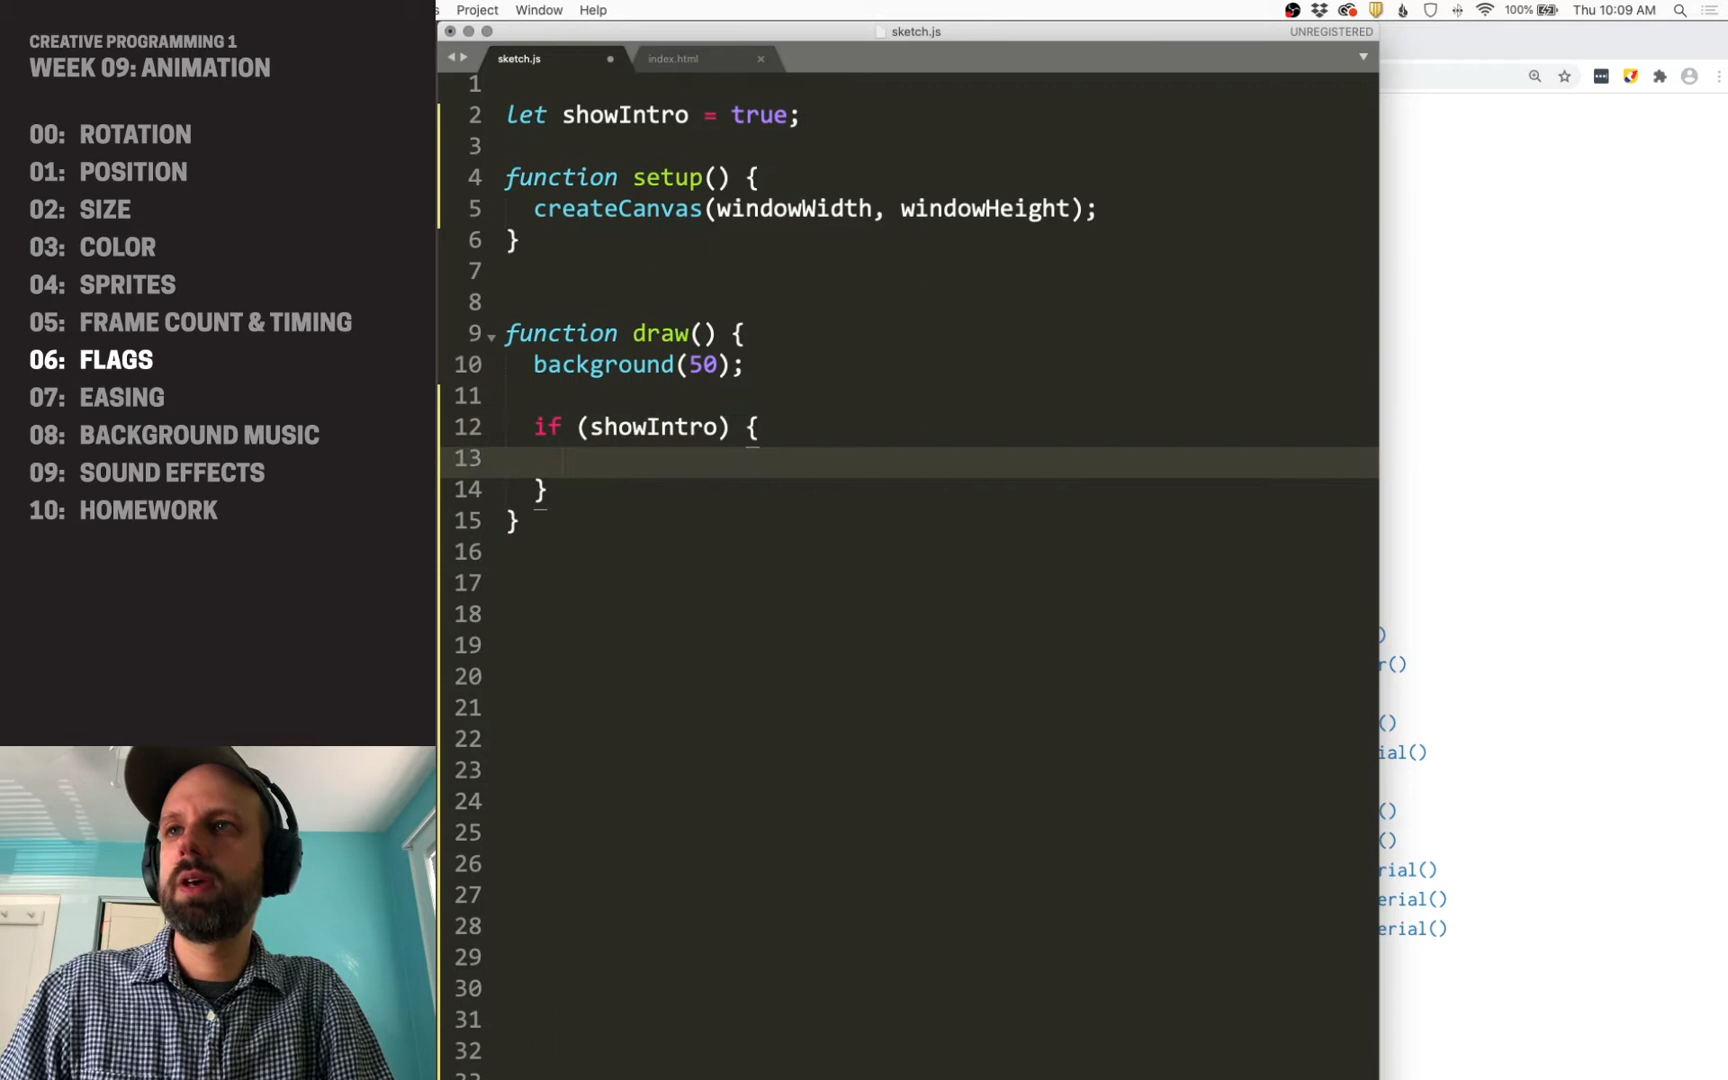 Project Window Help
100% Thu 10:09 AM
CREATIVE PROGRAMMING 1
WEEK 09: ANIMATION
00: ROTATION
01: POSITION
02: SIZE
03: COLOR
04: SPRITES
05: FRAME COUNT & TIMING
06: FLAGS
07: EASING
08: BACKGROUND MUSIC
09: SOUND EFFECTS
10: HOMEWORK
sketch.js
UNREGISTERED
sketch.js index.html
1
2 let showIntro = true;
3
4 function setup() {
5 createCanvas(windowWidth, windowHeight);
6 }
7
8
9 function draw() {
10 background(50);
11
12 if (showIntro) {
13
14 }
15 }
16
17
18
19
20
21
22
23
24
25
26
27
28
29
30
31
32
)
r()
()
ial()
()
()
rial()
erial()
erial()